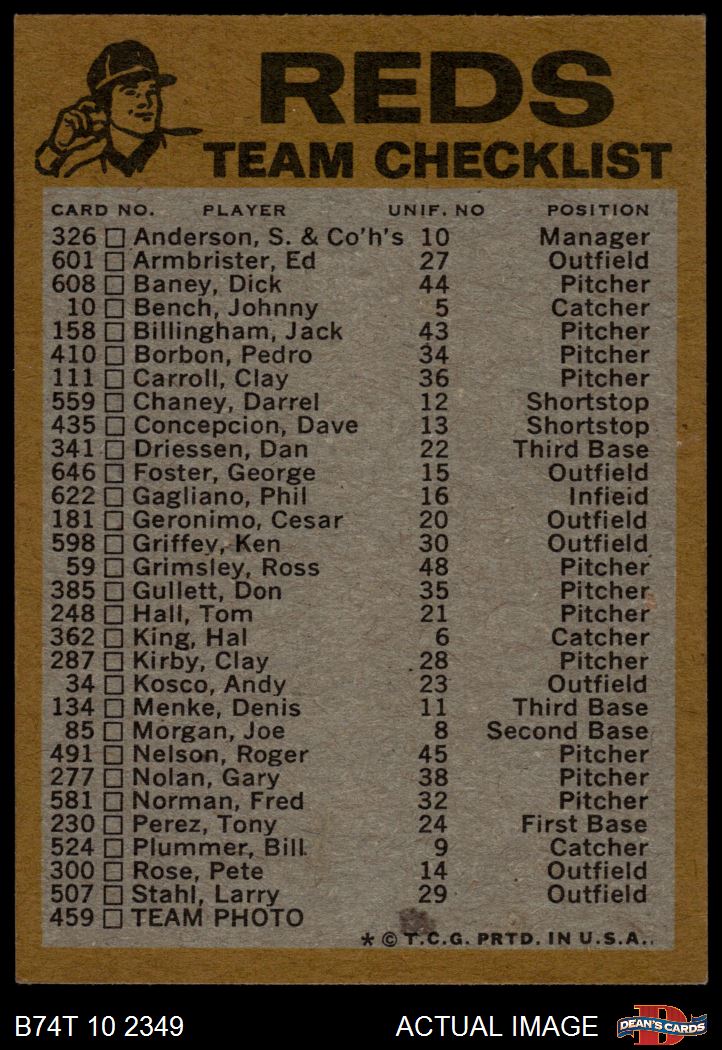 REDS
TEAM CHECKLIST
CARD NO. PLAYER UNIF. NO POSITION
326 Anderson, S. & Co'h's 10 Manager
601 Armbrister, Ed 27 Outfield
608 Baney, Dick 44 Pitcher
10 Bench, Johnny 5 Catcher
158 Billingham, Jack 43 Pitcher
410 Borbon, Pedro 34 Pitcher
111 Carroll, Clay 36 Pitcher
559 Chaney, Darrel 12 Shortstop
435 Concepcion, Dave 13 Shortstop
341 Driessen, Dan 22 Third Base
646 Foster, George 15 Outfield
622 Gagliano, Phil 16 Infieid
181 Geronimo, Cesar 20 Outfield
598 Griffey, Ken 30 Outfield
59 Grimsley, Ross 48 Pitcher
385 Gullett, Don 35 Pitcher
248 Hall, Tom 21 Pitcher
362 King, Hal 6 Catcher
287 Kirby, Clay 28 Pitcher
34 Kosco, Andy 23 Outfield
134 Menke, Denis 11 Third Base
85 Morgan, Joe 8 Second Base
491 Nelson, Roger 45 Pitcher
277 Nolan, Gary 38 Pitcher
581 Norman, Fred 32 Pitcher
230 Perez, Tony 24 First Base
524 Plummer, Bill 9 Catcher
300 Rose, Pete 14 Outfield
507 Stahl, Larry 29 Outfield
459 TEAM PHOTO
* © T.C.G. PRTD. IN U.S.A.
B74T 10 2349 ACTUAL IMAGE DEAN'S CARDS